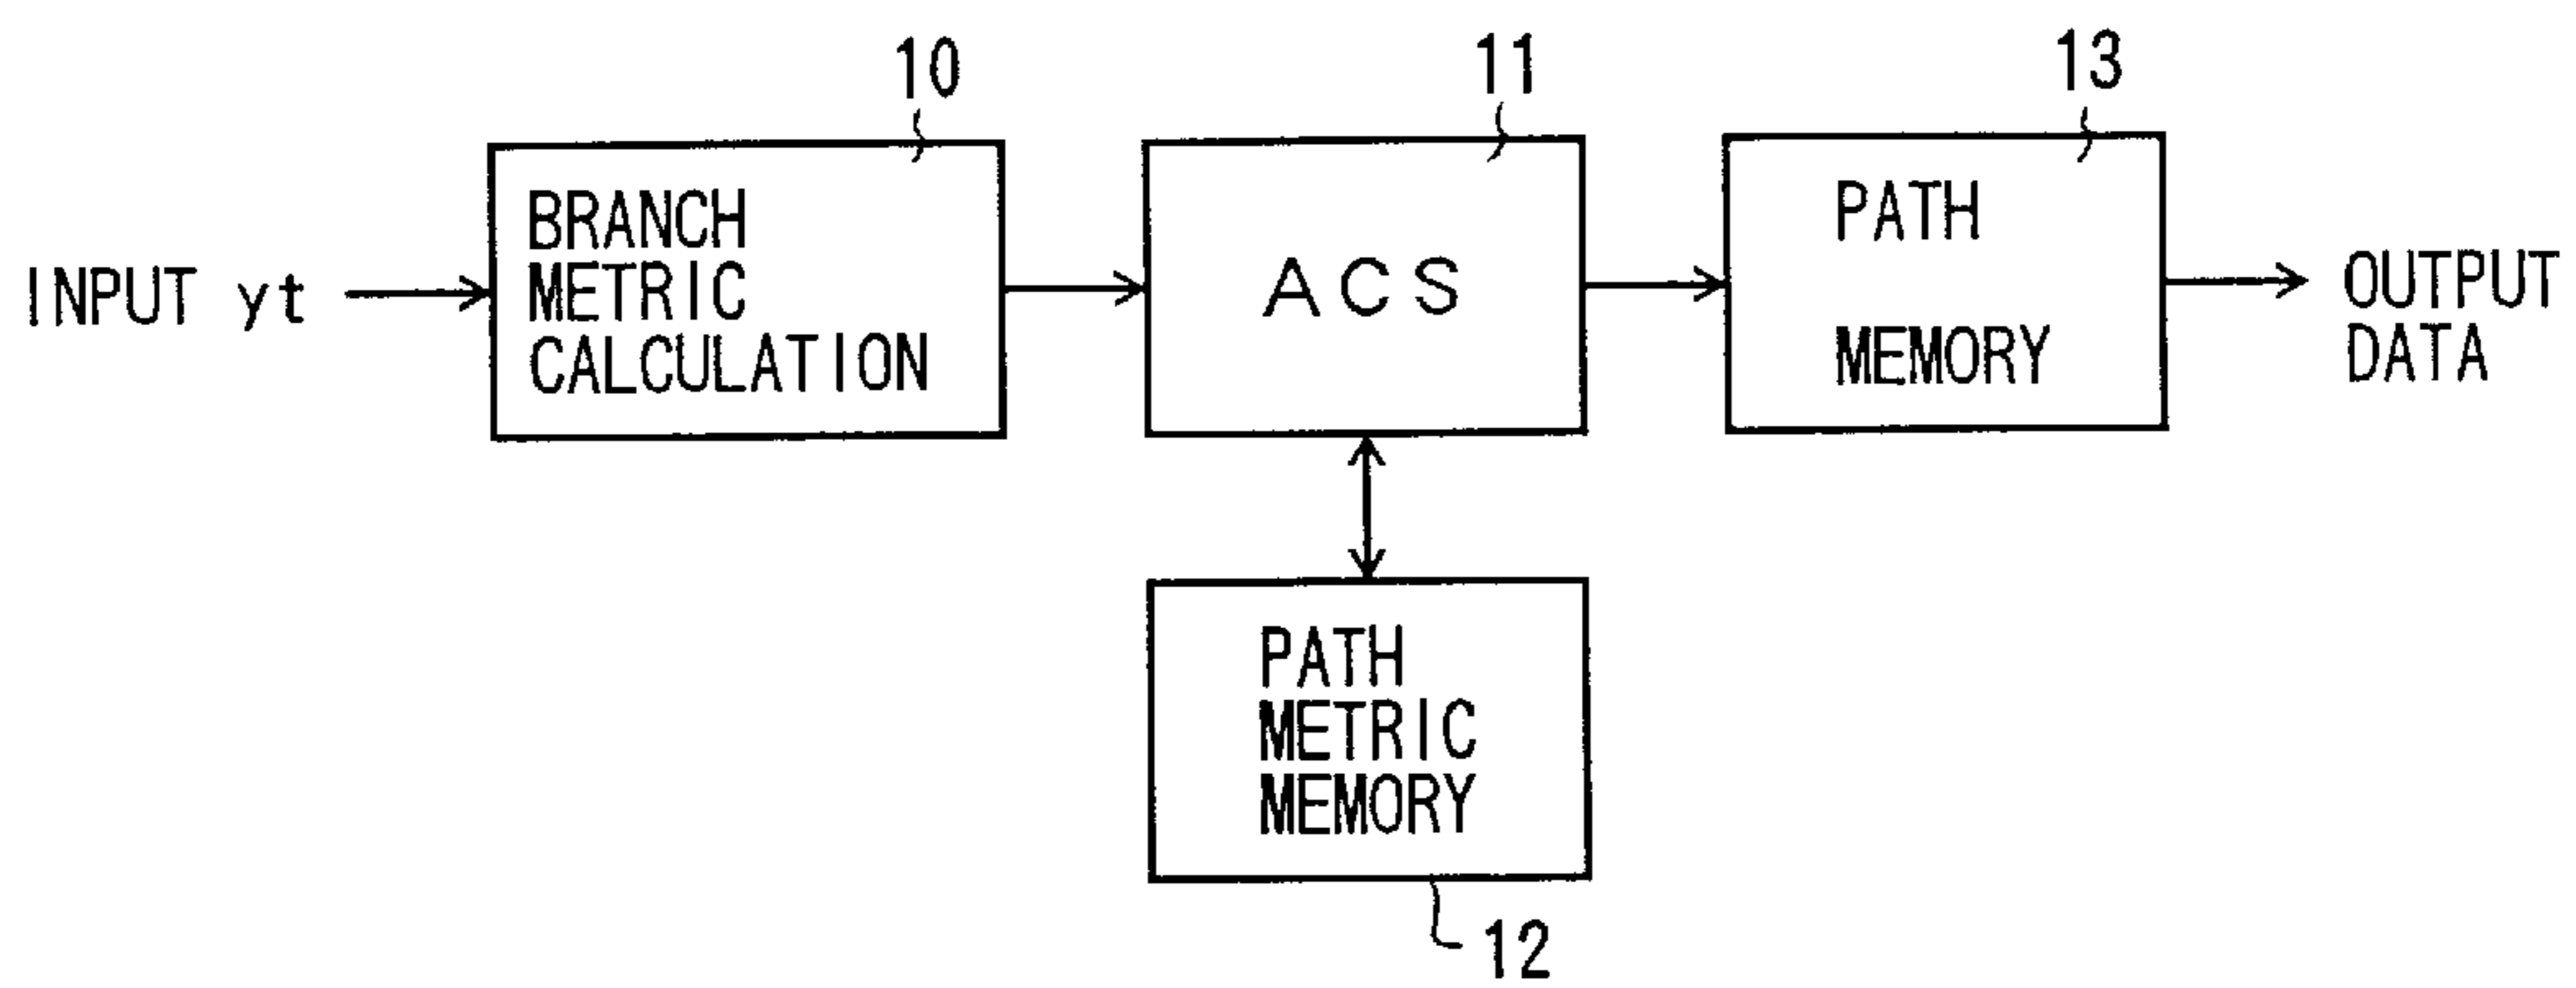 10
11
13
BRANCH
METRIC
CALCULATION
ACS
PATH
MEMORY
INPUT yt
OUTPUT
DATA
PATH
METRIC
MEMORY
12